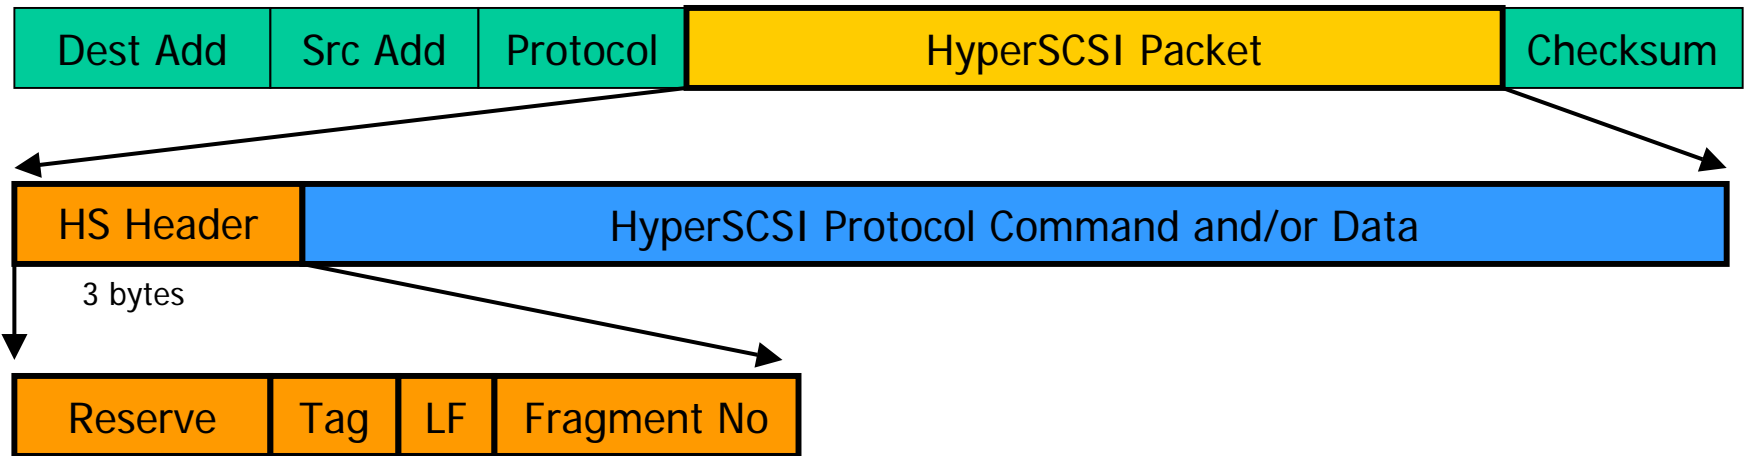 Dest Add Src Add Protocol HyperSCSI Packet Checksum
HS Header HyperSCSI Protocol Command and/or Data
3 bytes
Reserve Tag LF Fragment No